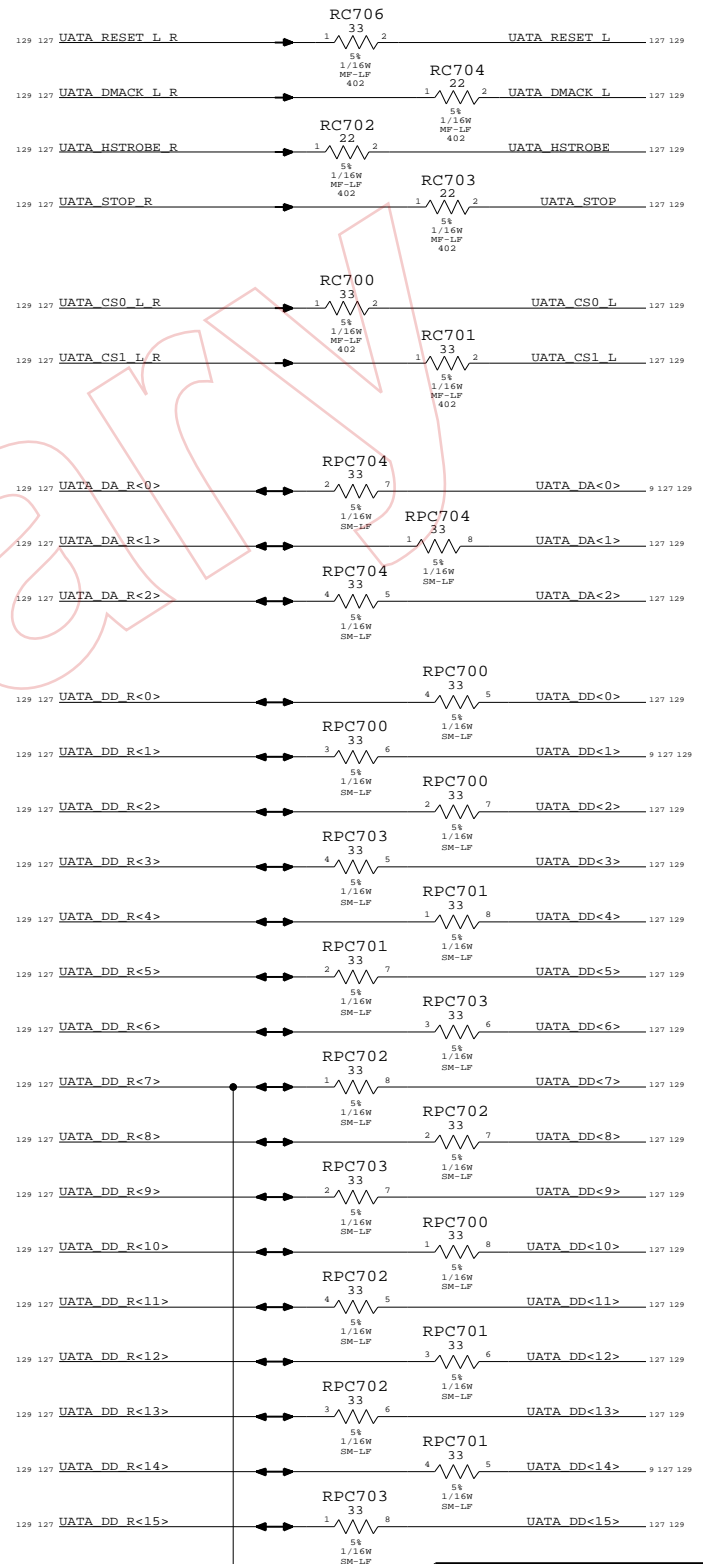 RC706
33
129 127 UATA_RESET_L_R 1 2 UATA_RESET_L 127 129
5%
1/16W
MF-LF
402
RC704
22
129 127 UATA_DMACK_L_R 1 2 UATA_DMACK_L 127 129
5%
1/16W
MF-LF
402
RC702
22
129 127 UATA_HSTROBE_R 1 2 UATA_HSTROBE 127 129
5%
1/16W
MF-LF
402
RC703
22
129 127 UATA_STOP_R 1 2 UATA_STOP 127 129
5%
1/16W
MF-LF
402
RC700
33
129 127 UATA_CS0_L_R 1 2 UATA_CS0_L 127 129
5%
1/16W
MF-LF
402
RC701
33
129 127 UATA_CS1_L_R 1 2 UATA_CS1_L 127 129
5%
1/16W
MF-LF
402
RPC704
33
129 127 UATA_DA_R<0> 2 7 UATA_DA<0> 9 127 129
5%
1/16W
SM-LF
RPC704
33
129 127 UATA_DA_R<1> 1 8 UATA_DA<1> 127 129
5%
1/16W
SM-LF
RPC704
33
129 127 UATA_DA_R<2> 4 5 UATA_DA<2> 127 129
5%
1/16W
SM-LF
RPC700
33
129 127 UATA_DD_R<0> 4 5 UATA_DD<0> 127 129
5%
1/16W
SM-LF
RPC700
33
129 127 UATA_DD_R<1> 3 6 UATA_DD<1> 9 127 129
5%
1/16W
SM-LF
RPC700
33
129 127 UATA_DD_R<2> 2 7 UATA_DD<2> 127 129
5%
1/16W
SM-LF
RPC703
33
129 127 UATA_DD_R<3> 4 5 UATA_DD<3> 127 129
5%
1/16W
SM-LF
RPC701
33
129 127 UATA_DD_R<4> 1 8 UATA_DD<4> 127 129
5%
1/16W
SM-LF
RPC701
33
129 127 UATA_DD_R<5> 2 7 UATA_DD<5> 127 129
5%
1/16W
SM-LF
RPC703
33
129 127 UATA_DD_R<6> 3 6 UATA_DD<6> 127 129
5%
1/16W
SM-LF
RPC702
33
129 127 UATA_DD_R<7> 1 8 UATA_DD<7> 127 129
5%
1/16W
SM-LF
RPC702
33
129 127 UATA_DD_R<8> 2 7 UATA_DD<8> 127 129
5%
1/16W
SM-LF
RPC703
33
129 127 UATA_DD_R<9> 2 7 UATA_DD<9> 127 129
5%
1/16W
SM-LF
RPC700
33
129 127 UATA_DD_R<10> 1 8 UATA_DD<10> 127 129
5%
1/16W
SM-LF
RPC702
33
129 127 UATA_DD_R<11> 4 5 UATA_DD<11> 127 129
5%
1/16W
SM-LF
RPC701
33
129 127 UATA_DD_R<12> 3 6 UATA_DD<12> 127 129
5%
1/16W
SM-LF
RPC702
33
129 127 UATA_DD_R<13> 3 6 UATA_DD<13> 127 129
5%
1/16W
SM-LF
RPC701
33
129 127 UATA_DD_R<14> 4 5 UATA_DD<14> 9 127 129
5%
1/16W
SM-LF
RPC703
33
129 127 UATA_DD_R<15> 1 8 UATA_DD<15> 127 129
5%
1/16W
SM-LF
ary